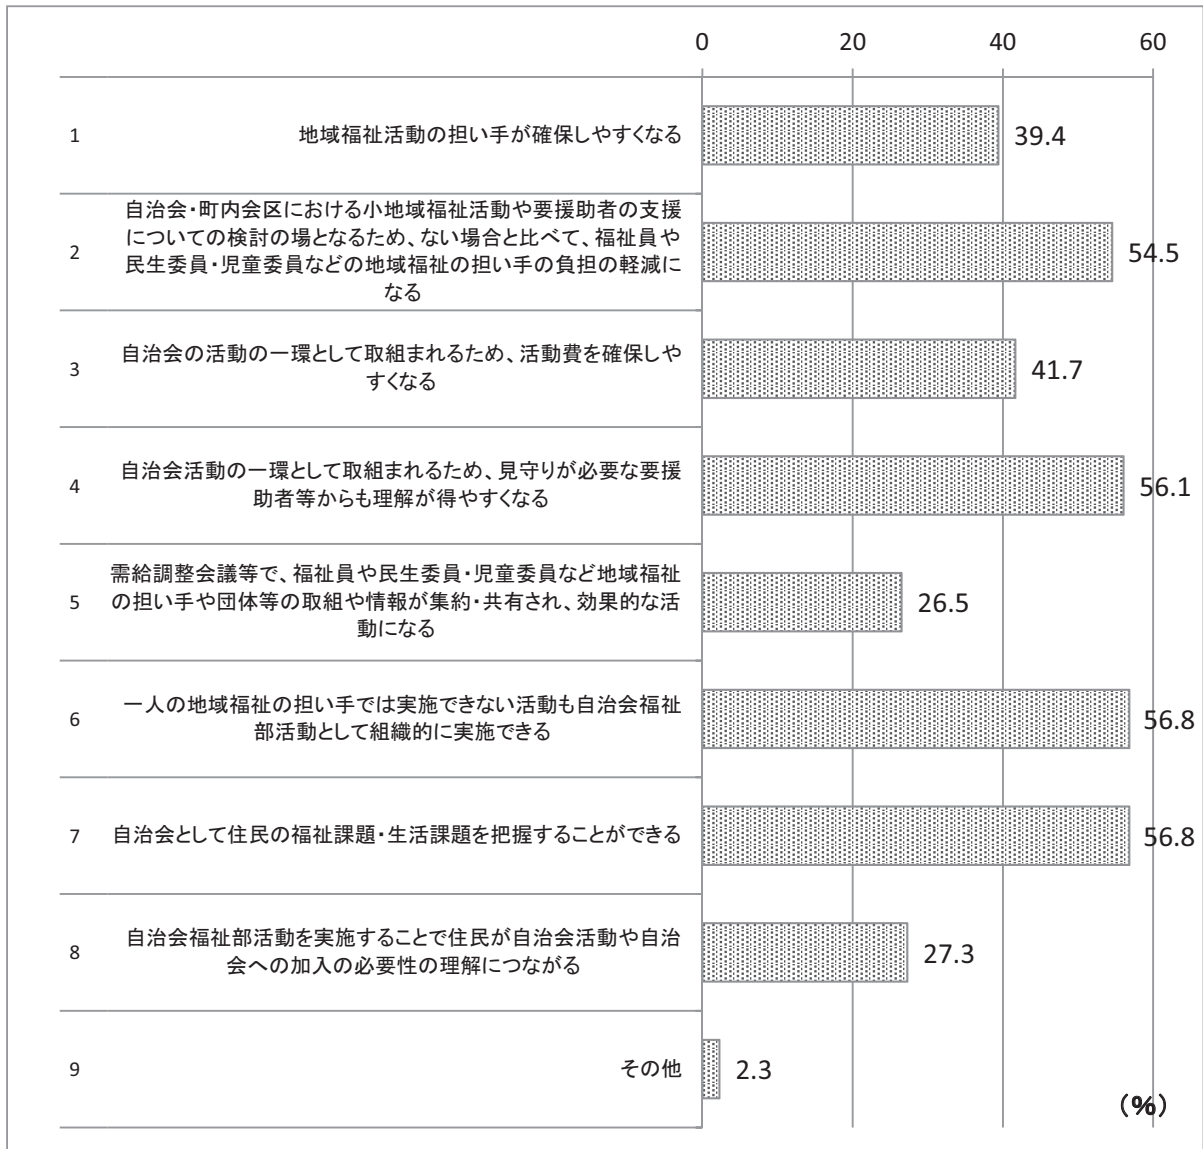 0 20 40 60
1 地域福祉活動の担い手が確保しやすくなる 39.4
自治会・町内会区における小地域福祉活動や要援助者の支援
についての検討の場となるため、ない場合と比べて、福祉員や
2 54.5
民生委員・児童委員などの地域福祉の担い手の負担の軽減に
なる
自治会の活動の一環として取組まれるため、活動費を確保しや
3 41.7
すくなる
自治会活動の一環として取組まれるため、見守りが必要な要援
4 56.1
助者等からも理解が得やすくなる
需給調整会議等で、福祉員や民生委員・児童委員など地域福祉
5 の担い手や団体等の取組や情報が集約・共有され、効果的な活 26.5
動になる
一人の地域福祉の担い手では実施できない活動も自治会福祉
6 56.8
部活動として組織的に実施できる
7 自治会として住民の福祉課題・生活課題を把握することができる 56.8
自治会福祉部活動を実施することで住民が自治会活動や自治
8 27.3
会への加入の必要性の理解につながる
9 その他 2.3
（%）